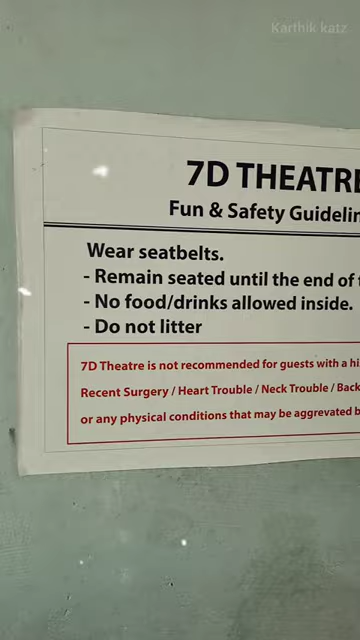 Karthik katz
7D THEATRE
Fun & Safety
Wear seatbelts.
- Remain seated until the end of
- No food/drinks allowed inside.
- Do not litter
7D Theatre is not recommended for guests with a
Recent Surgery / Heart Trouble / Neck Trouble / Back
or any physical conditions that may be aggrevated